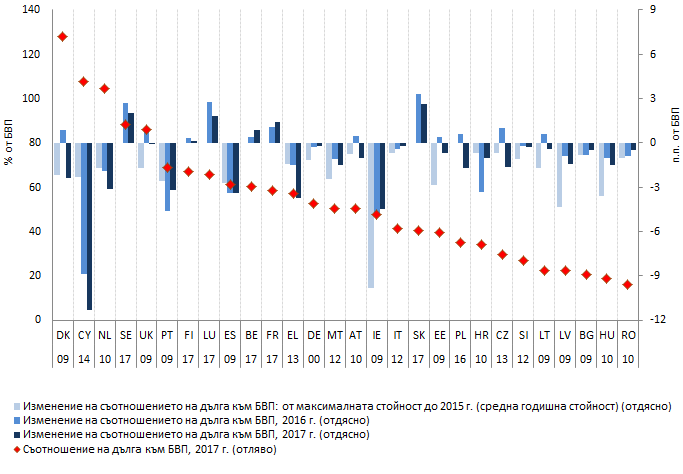 140
120
100
80
60
40
20
0
% от БВП
9
6
3
0
-3
-6
-9
-12
п.п. от БВП
DK CY NL SE UK PT FI LU ES BE FR EL DE MT AT IE IT SK EE PL HR CZ SI LT LV BG HU RO
09 14 10 17 09 09 17 17 09 17 17 13 00 12 10 09 12 17 09 16 10 13 12 09 09 09 10 10
Изменение на съотношението на дълга към БВП: от максималната стойност до 2015 г. (средна годишна стойност) (отдясно)
Изменение на съотношението на дълга към БВП, 2016 г. (отдясно)
Изменение на съотношението на дълга към БВП, 2017 г. (отдясно)
Съотношение на дълга към БВП, 2017 г. (отляво)